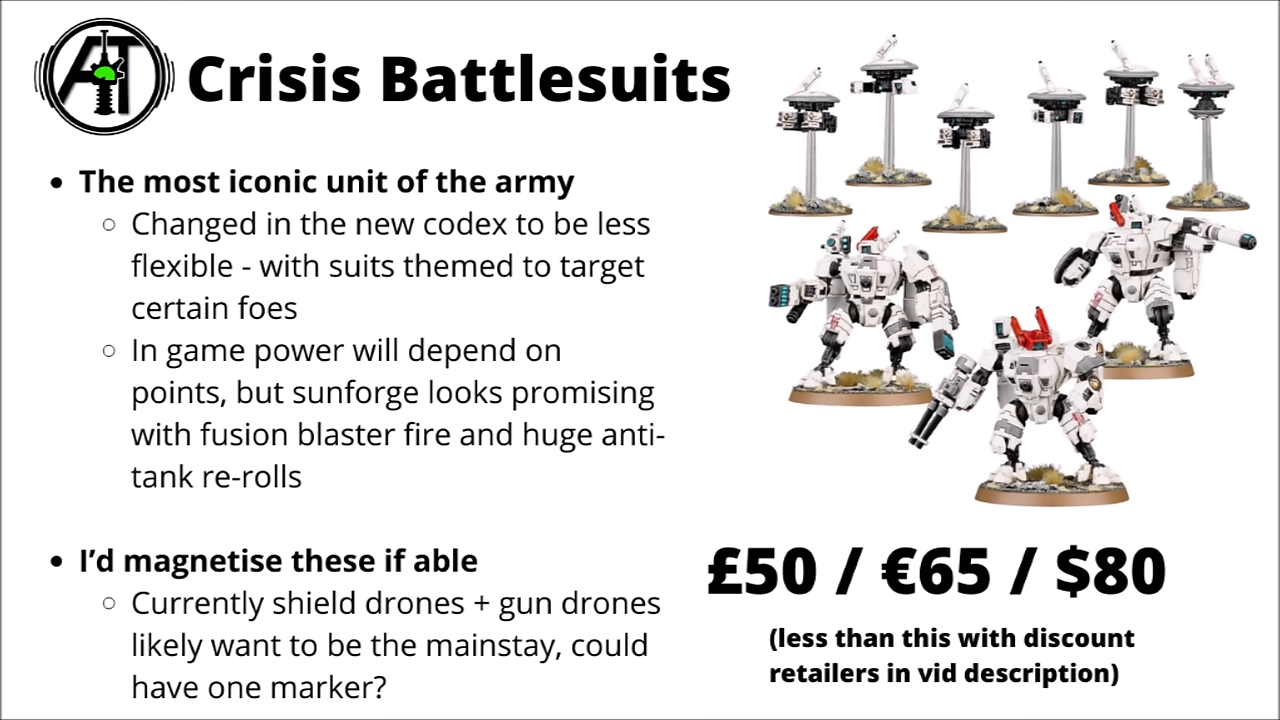 AT
Crisis Battlesuits
• The most iconic unit of the army
○ Changed in the new codex to be less
flexible - with suits themed to target
certain foes
○ In game power will depend on
points, but sunforge looks promising
with fusion blaster fire and huge anti-
tank re-rolls
• I’d magnetise these if able
○ Currently shield drones + gun drones
likely want to be the mainstay, could
have one marker?
£50 / €65 / $80
(less than this with discount
retailers in vid description)